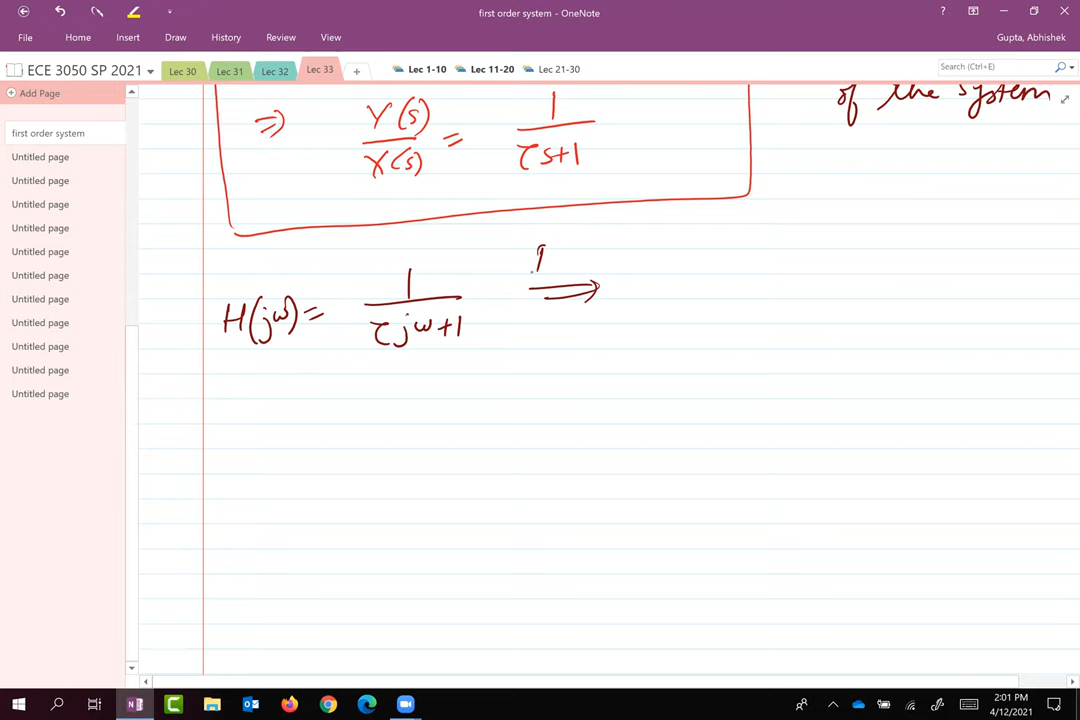 first order system - OneNote
?
File
Home
Insert
Draw
History
Review
View
Gupta, Abhishek
ECE 3050 SP 2021
Lec 30
Lec 31
Lec 32
Lec 33
+
Lec 1-10
Lec 11-20
Lec 21-30
Search (Ctrl+E)
Add Page
first order system
Untitled page
Untitled page
Untitled page
Untitled page
Untitled page
Untitled page
Untitled page
Untitled page
Untitled page
Untitled page
Untitled page
of the system
⇒ Y(s)/X(s) = 1/(τs+1)
H(jω) = 1/(τjω+1) ⇒
2:01 PM
4/12/2021